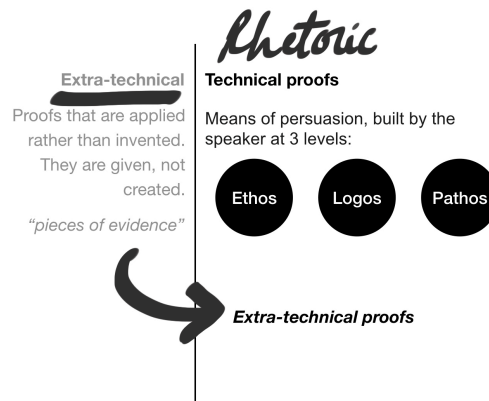 Rhetoric
Extra-technical
Proofs that are applied
rather than invented.
They are given, not
created.
“pieces of evidence”
Technical proofs
Means of persuasion, built by the
speaker at 3 levels:
Ethos Logos Pathos
Extra-technical proofs